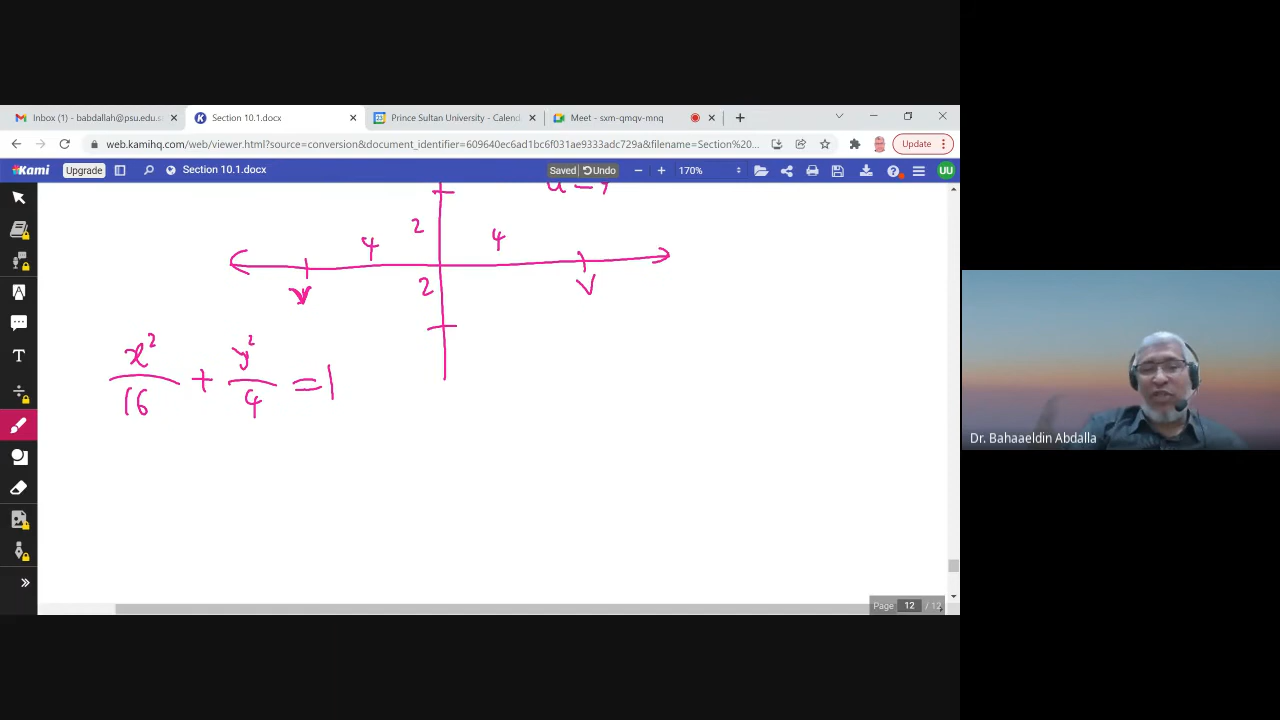 Inbox (1) - babdallah@psu.edu.s
Section 10.1.docx
Prince Sultan University - Calend
Meet - sxm-qmqv-mnq
web.kamihq.com/web/viewer.html?source=conversion&document_identifier=609640ec6ad1bc6f031ae9333adc729a&filename=Section%20...
Update
Kami
Upgrade
Section 10.1.docx
Saved
Undo
170%
UU
2
4
4
V
2
V
x²/16 + y²/4 = 1
Dr. Bahaaeldin Abdalla
Page 12 / 12